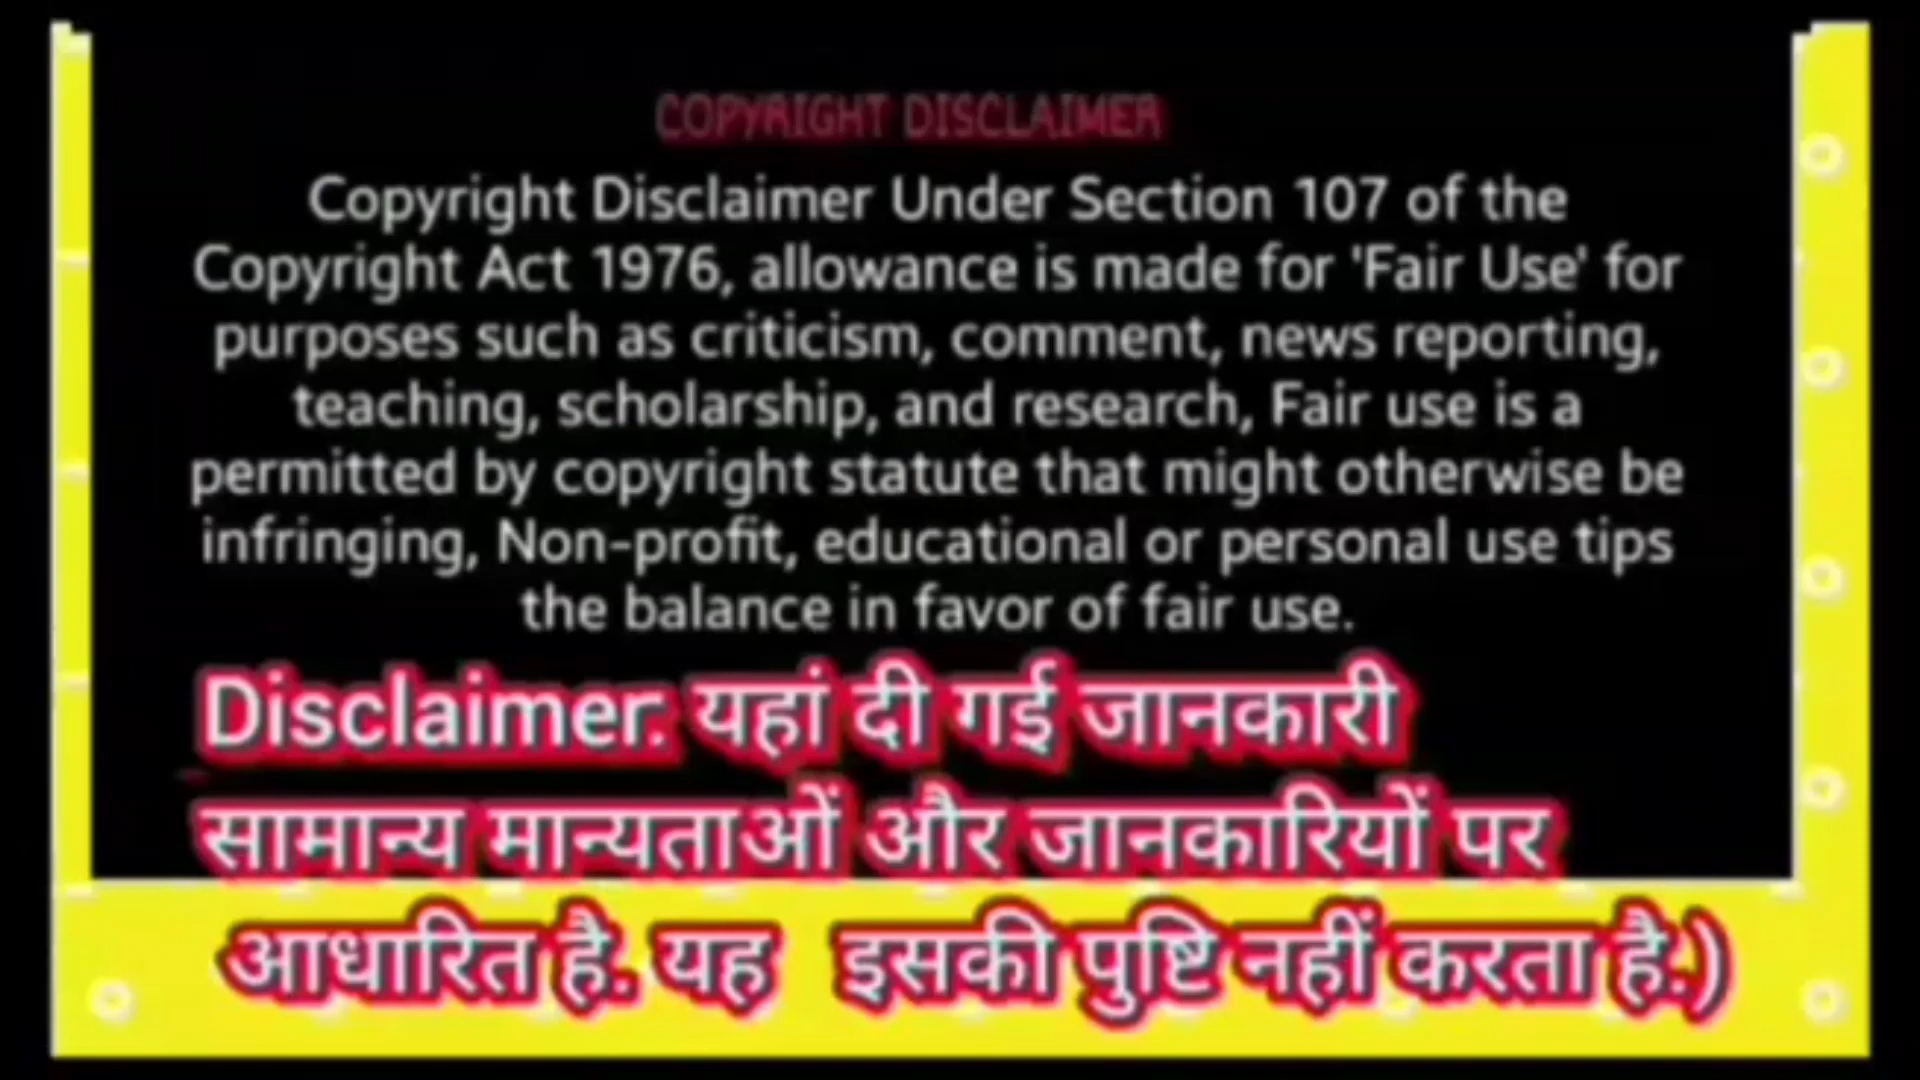 COPYRIGHT DISCLAIMER
Copyright Disclaimer Under Section 107 of the
Copyright Act 1976, allowance is made for 'Fair Use' for
purposes such as criticism, comment, news reporting,
teaching, scholarship, and research, Fair use is a
permitted by copyright statute that might otherwise be
infringing, Non-profit, educational or personal use tips
the balance in favor of fair use.
Disclaimer: यहां दी गई जानकारी
सामान्य मान्यताओं और जानकारियों पर
आधारित है. यह इसकी पुष्टि नहीं करता है.)